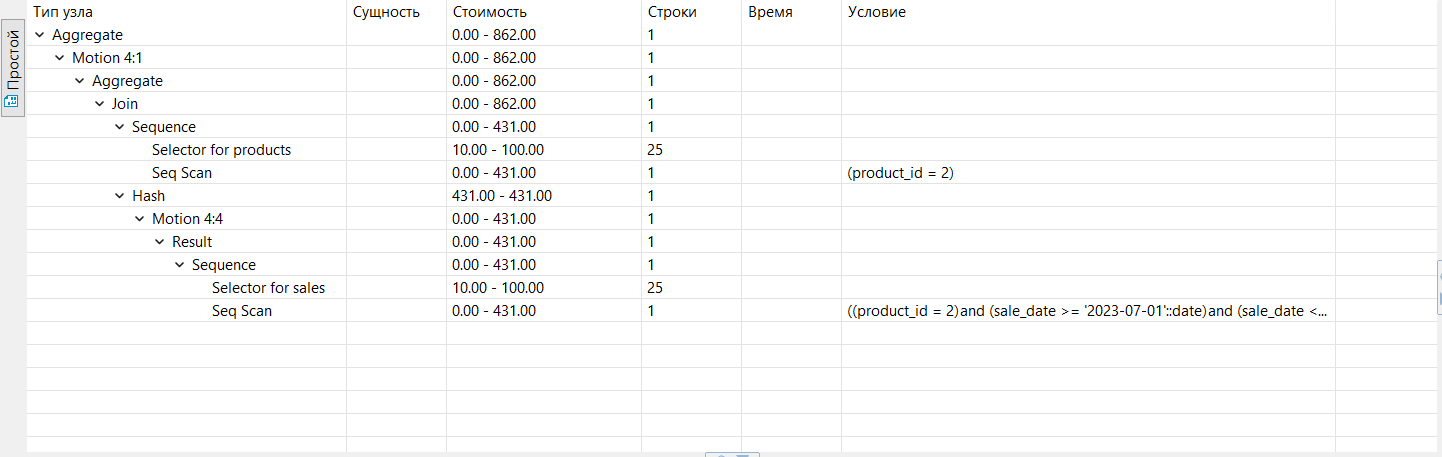 Тип узла Сущность Стоимость Строки Время Условие
Простой
Aggregate 0.00 - 862.00 1
Motion 4:1 0.00 - 862.00 1
Aggregate 0.00 - 862.00 1
Join 0.00 - 862.00 1
Sequence 0.00 - 431.00 1
Selector for products 10.00 - 100.00 25
Seq Scan 0.00 - 431.00 1 (product_id = 2)
Hash 431.00 - 431.00 1
Motion 4:4 0.00 - 431.00 1
Result 0.00 - 431.00 1
Sequence 0.00 - 431.00 1
Selector for sales 10.00 - 100.00 25
Seq Scan 0.00 - 431.00 1 ((product_id = 2)and (sale_date >= '2023-07-01'::date)and (sale_date <...